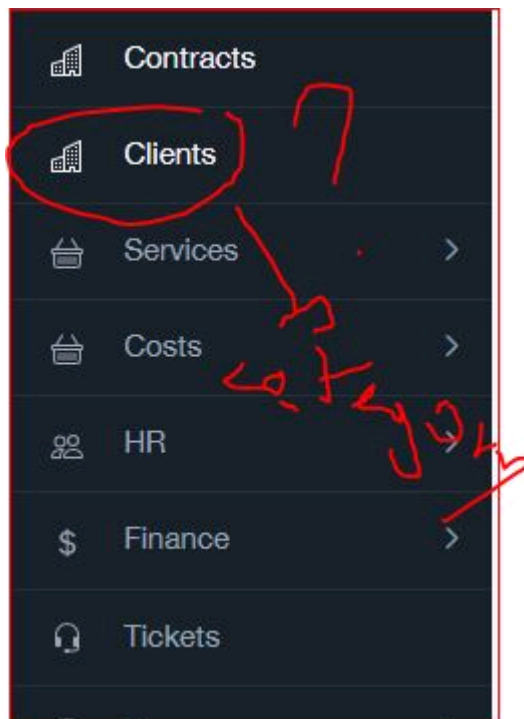 Contracts
Clients
?
Services
Costs
category
HR
Finance
Tickets